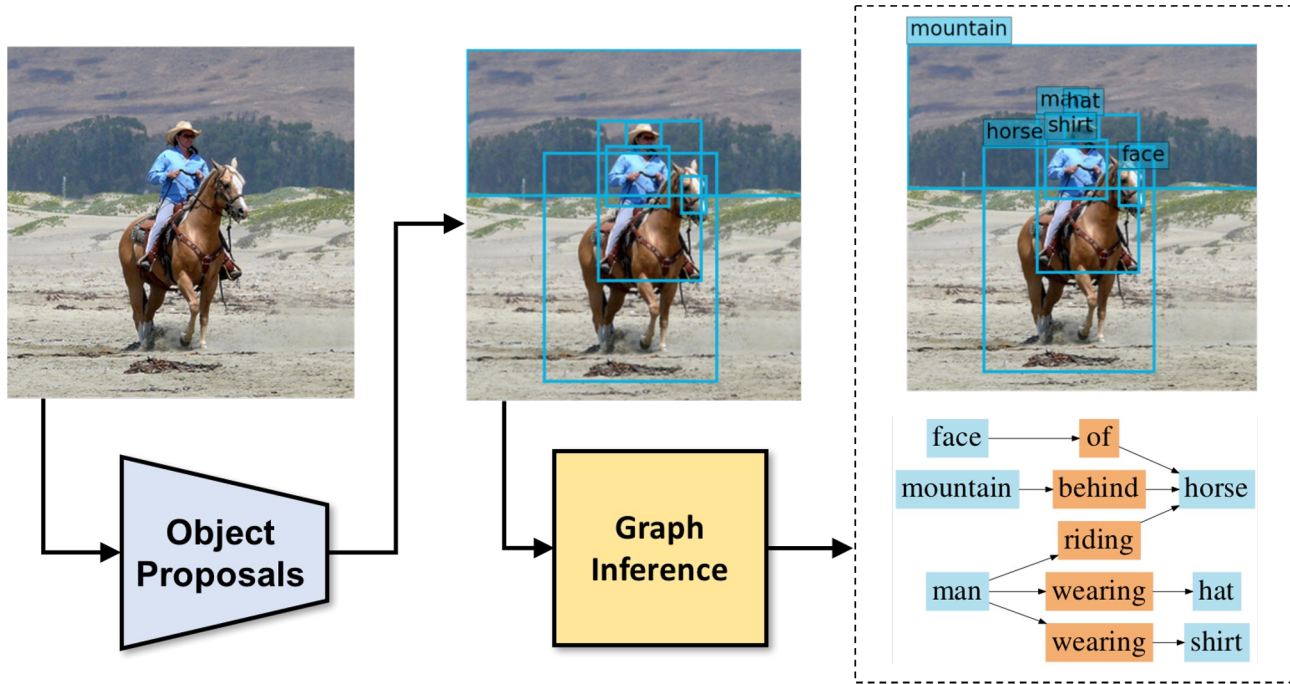 Object
Proposals
Graph
Inference
mountain
man
hat
shirt
horse
face
face
of
mountain
behind
horse
riding
man
wearing
hat
wearing
shirt